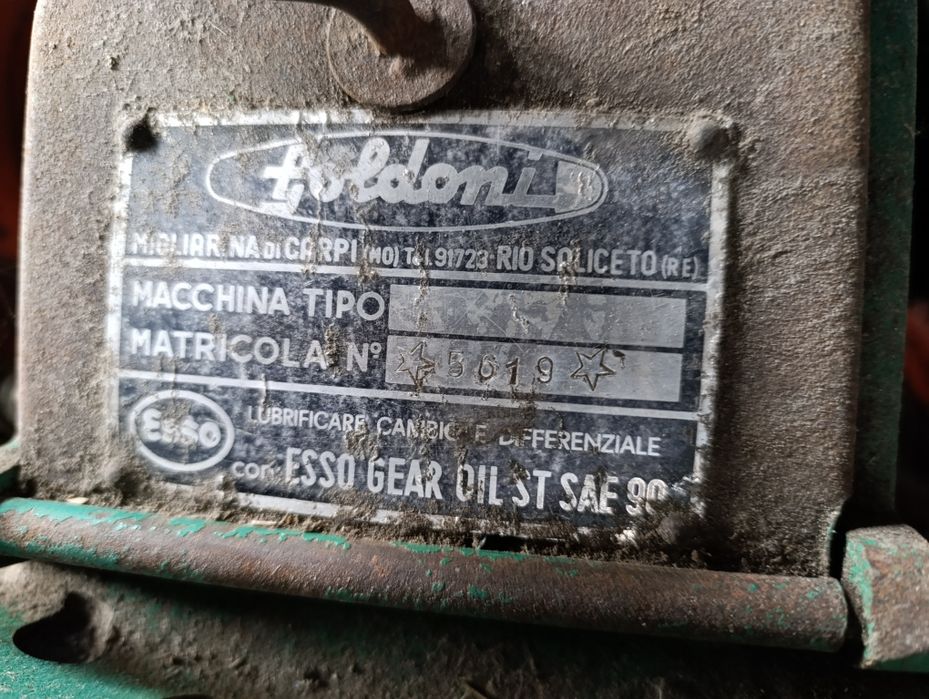 Goldoni
MIGLIARINA DI CARPI (MO) Tel. 91723 RIO SALICETO (RE)
MACCHINA TIPO
MATRICOLA N° ☆ 5619 ☆
Esso LUBRIFICARE CAMBIO E DIFFERENZIALE
con ESSO GEAR OIL ST SAE 90